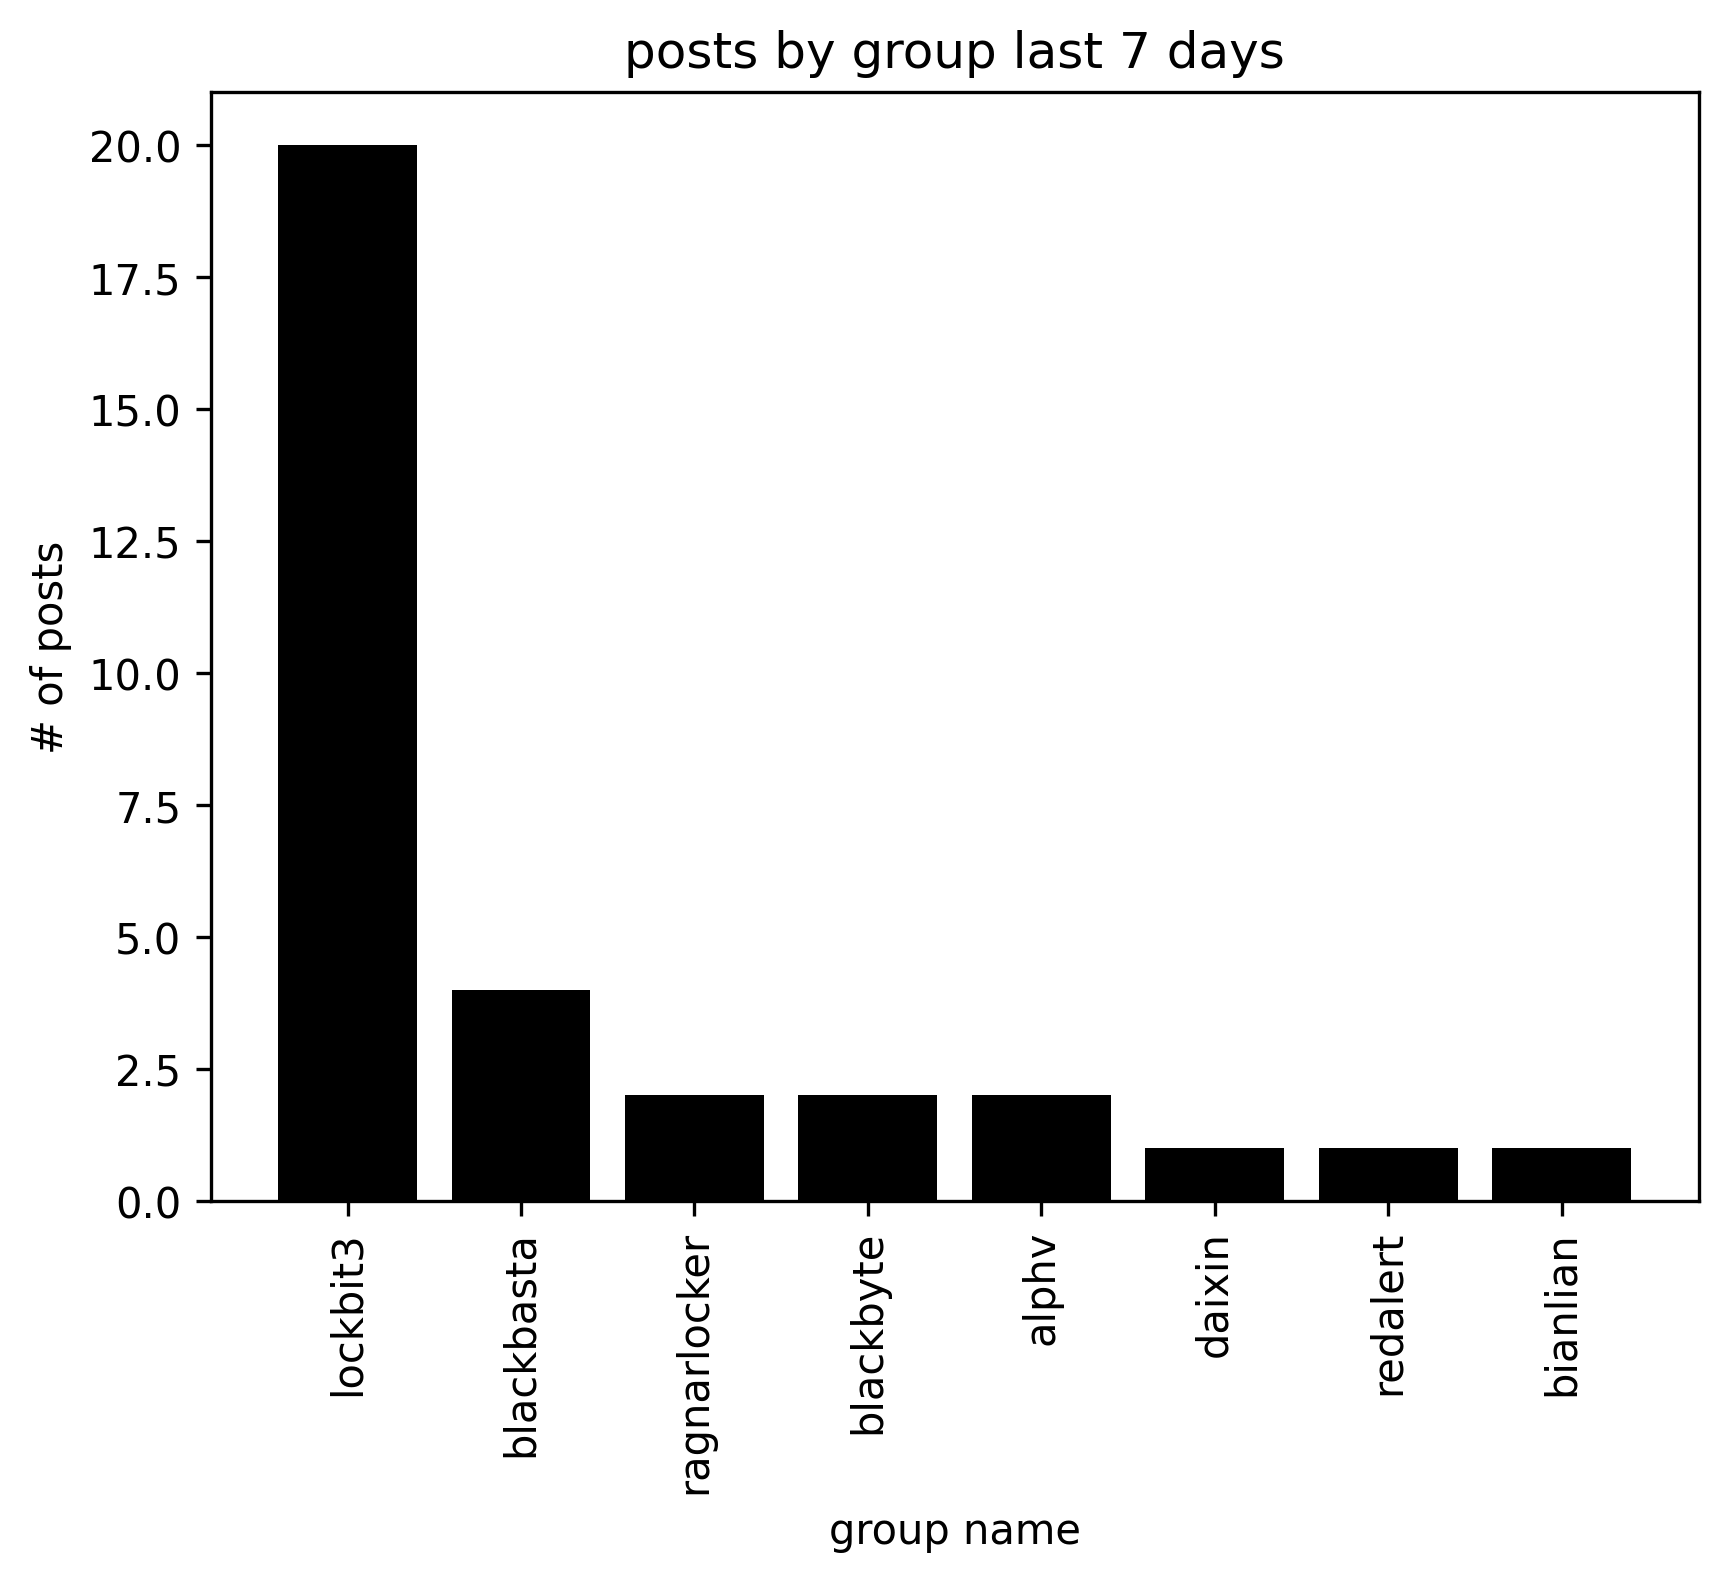 posts by group last 7 days
# of posts
20.0
17.5
15.0
12.5
10.0
7.5
5.0
2.5
0.0
lockbit3
blackbasta
ragnarlocker
blackbyte
alphv
daixin
redalert
bianlian
group name